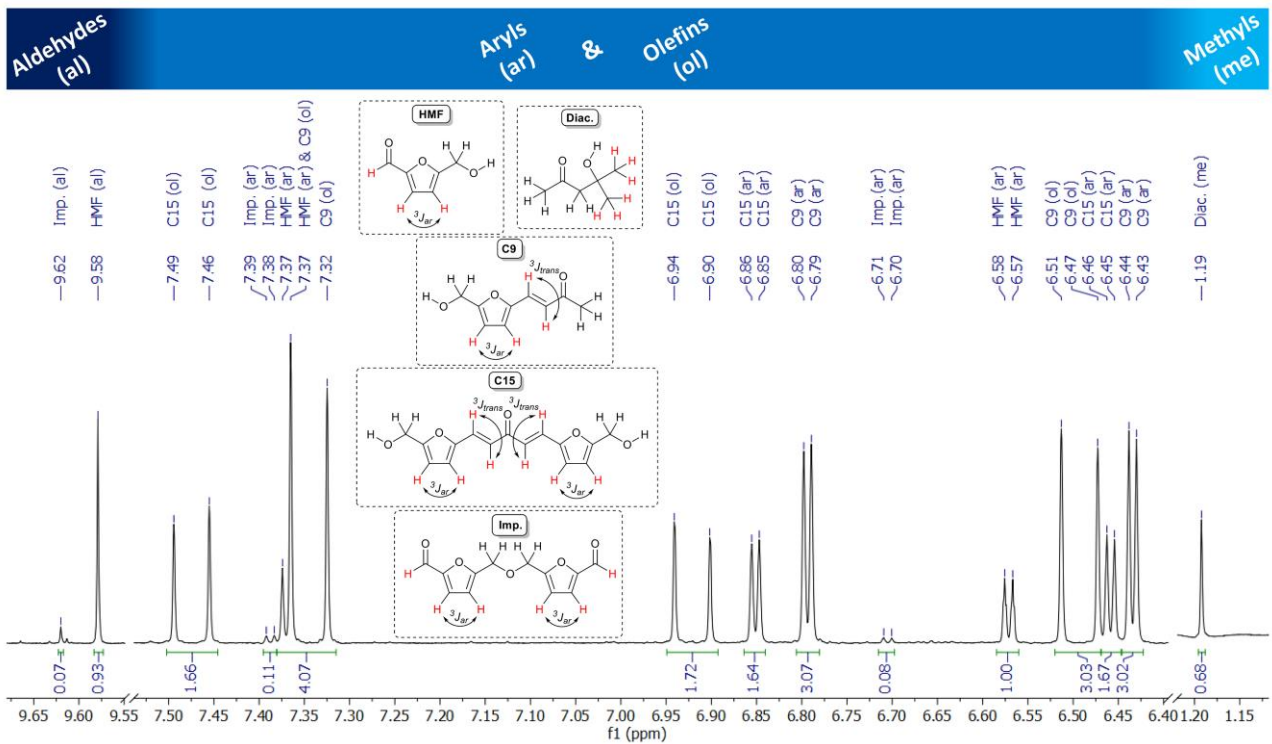 Aldehydes
(al)
Aryls
(ar)
&
Olefins
(ol)
Methyls
(me)
Imp. (al)
HMF (al)
C15 (ol)
C15 (ol)
Imp. (ar)
Imp. (ar)
HMF (ar)
HMF (ar) & C9 (ol)
C9 (ol)
C15 (ol)
C15 (ol)
C15 (ar)
C15 (ar)
C9 (ar)
C9 (ar)
Imp.(ar)
Imp.(ar)
HMF (ar)
HMF (ar)
C9 (ol)
C9 (ol)
C15 (ar)
C15 (ar)
C9 (ar)
C9 (ar)
Diac. (me)
9.62
9.58
7.49
7.46
7.39
7.38
7.37
7.37
7.32
6.94
6.90
6.86
6.85
6.80
6.79
6.71
6.70
6.58
6.57
6.51
6.47
6.46
6.45
6.44
6.43
1.19
HMF
O
H
O
H H
O H
H H
3Jar
Diac.
H
O O
H
H
H
H
H
H
H H
H
H
H
C9
H H
H O
O
H
3Jtrans
O
H
H
H
H
H H
3Jar
C15
3Jtrans 3Jtrans
H H
H O
O
H
O
H
H H
O
H H
O H
H H
H H
3Jar 3Jar
Imp.
O
H
O
H H
O
H H
O
O
H
H H
H H
3Jar 3Jar
0.07
0.93
1.66
0.11
4.07
1.72
1.64
3.07
0.08
1.00
3.03
1.67
3.02
0.68
9.65 9.60 9.55 7.50 7.45 7.40 7.35 7.30 7.25 7.20 7.15 7.10 7.05 7.00 6.95 6.90 6.85 6.80 6.75 6.70 6.65 6.60 6.55 6.50 6.45 6.40 1.20 1.15
f1 (ppm)